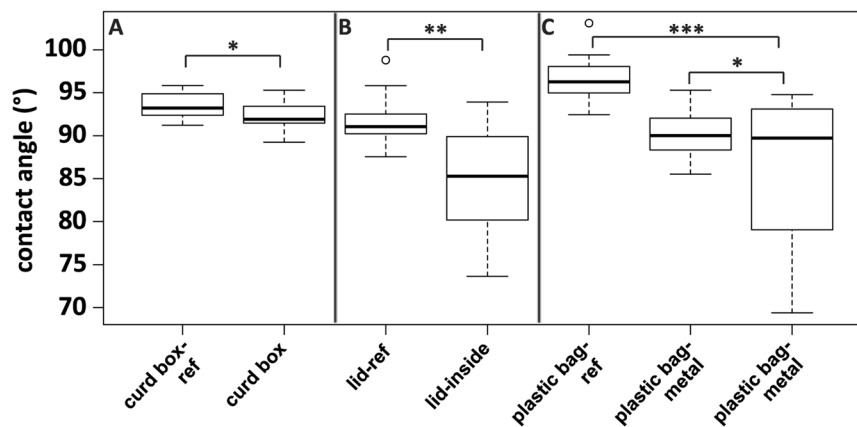 A
B
C
*
**
***
*
contact angle (°)
100
95
90
85
80
75
70
curd box-
ref
curd box
lid-ref
lid-inside
plastic bag-
ref
plastic bag-
metal
plastic bag-
metal